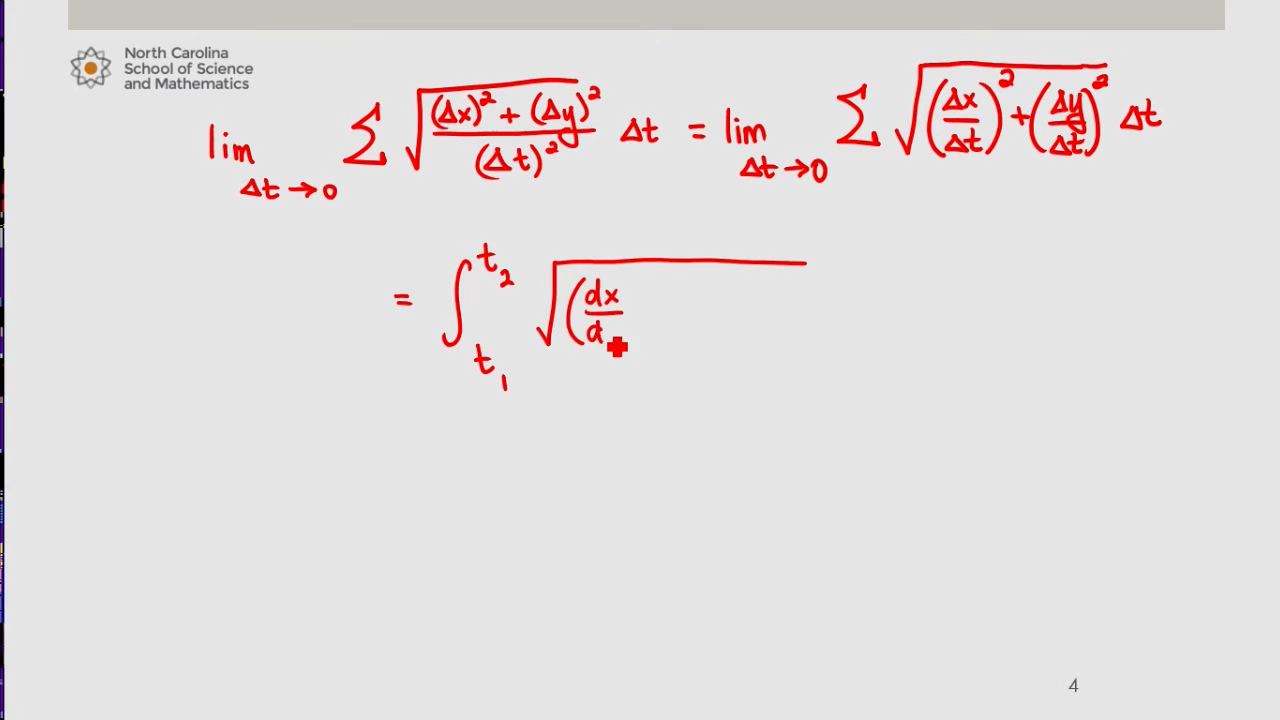 North Carolina
School of Science
and Mathematics
lim Δt→0 Σ √((Δx)² + (Δy)²/(Δt)²) Δt = lim Δt→0 Σ √((Δx/Δt)² + (Δy/Δt)²) Δt
= ∫ t₁ t₂ √((dx/d
4